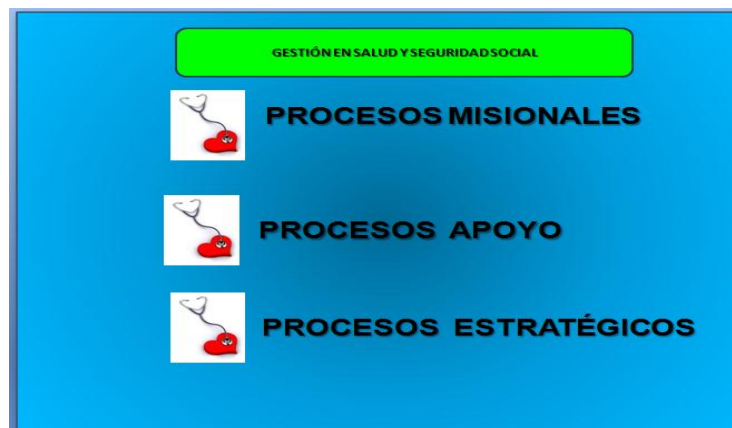 GESTIÓN EN SALUD Y SEGURIDAD SOCIAL
PROCESOS MISIONALES
PROCESOS APOYO
PROCESOS ESTRATÉGICOS